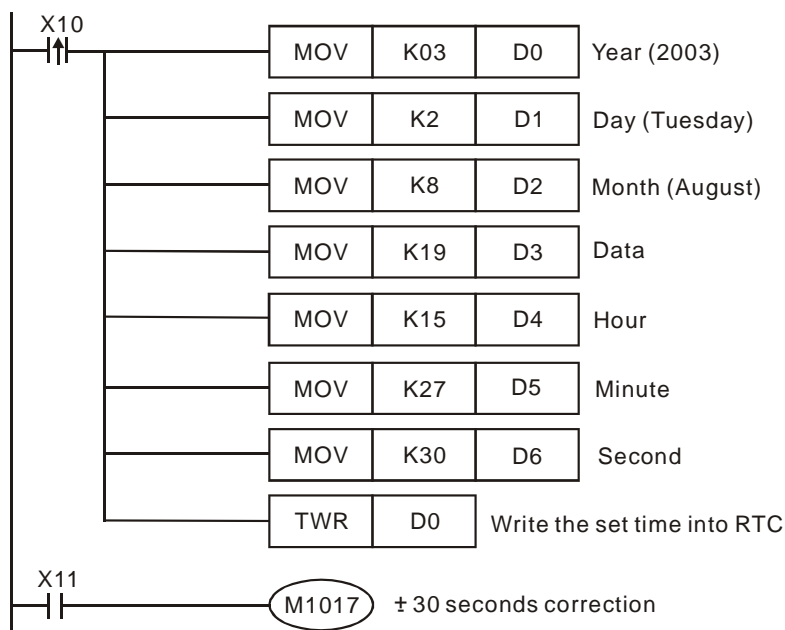 X10
MOV K03 D0 Year (2003)
MOV K2 D1 Day (Tuesday)
MOV K8 D2 Month (August)
MOV K19 D3 Data
MOV K15 D4 Hour
MOV K27 D5 Minute
MOV K30 D6 Second
TWR D0 Write the set time into RTC
X11
M1017 ± 30 seconds correction